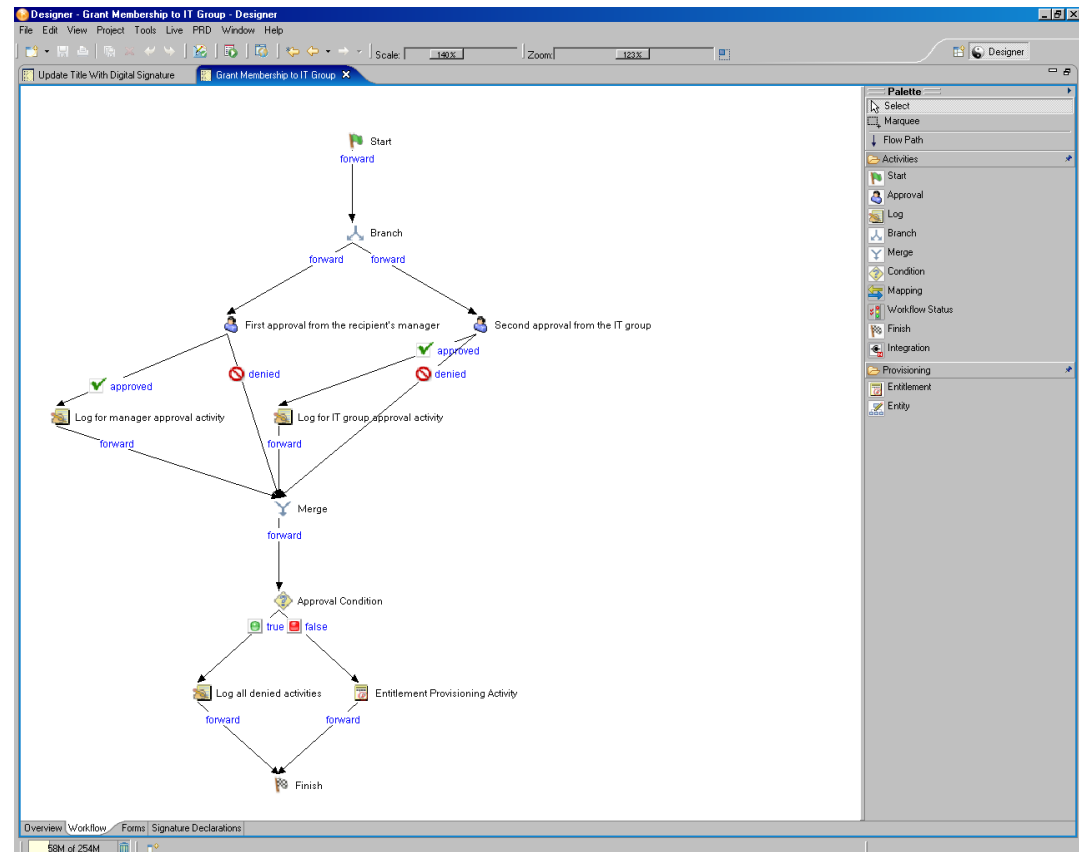 Designer - Grant Membership to IT Group - Designer
File Edit View Project Tools Live PRD Window Help
Scale: 140% Zoom: 123% Designer
Update Title With Digital Signature Grant Membership to IT Group
Palette
Select
Marquee
Flow Path
Activities
Start
Approval
Log
Branch
Merge
Condition
Mapping
Workflow Status
Finish
Integration
Provisioning
Entitlement
Entity
Start
forward
Branch
forward forward
First approval from the recipient's manager Second approval from the IT group
approved
denied denied
approved
Log for manager approval activity Log for IT group approval activity
forward forward
Merge
forward
Approval Condition
true false
Log all denied activities Entitlement Provisioning Activity
forward forward
Finish
Overview Workflow Forms Signature Declarations
58M of 254M